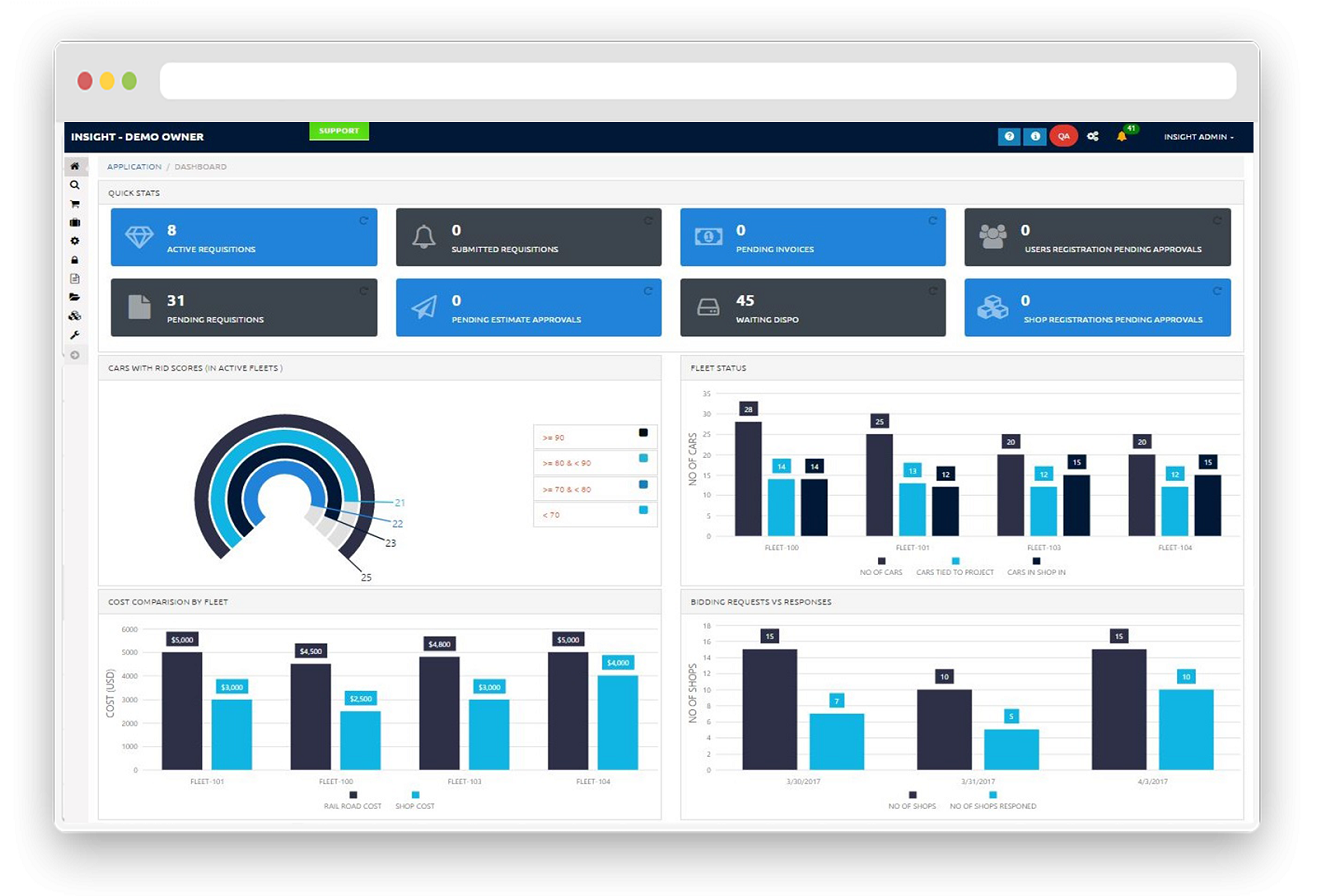 INSIGHT - DEMO OWNER
SUPPORT
QA
41
INSIGHT ADMIN
APPLICATION / DASHBOARD
QUICK STATS
8
ACTIVE REQUISITIONS
0
SUBMITTED REQUISITIONS
0
PENDING INVOICES
0
USERS REGISTRATION PENDING APPROVALS
31
PENDING REQUISITIONS
0
PENDING ESTIMATE APPROVALS
45
WAITING DISPO
0
SHOP REGISTRATIONS PENDING APPROVALS
CARS WITH RID SCORES (IN ACTIVE FLEETS )
21
22
23
25
>= 90
>= 80 & < 90
>= 70 & < 80
< 70
FLEET STATUS
NO OF CARS
35
30
25
20
15
10
5
0
28
14
14
25
13
12
20
12
15
20
12
15
FLEET-100
FLEET-101
FLEET-103
FLEET-104
NO OF CARS
CARS TIED TO PROJECT
CARS IN SHOP IN
COST COMPARISION BY FLEET
COST (USD)
6000
5000
4000
3000
2000
1000
0
$5,000
$3,000
$4,500
$2,500
$4,800
$3,000
$5,000
$4,000
FLEET-101
FLEET-100
FLEET-103
FLEET-104
RAIL ROAD COST
SHOP COST
BIDDING REQUESTS VS RESPONSES
NO OF SHOPS
18
16
14
12
10
8
6
4
2
0
15
7
10
5
15
10
3/30/2017
3/31/2017
4/3/2017
NO OF SHOPS
NO OF SHOPS RESPONED